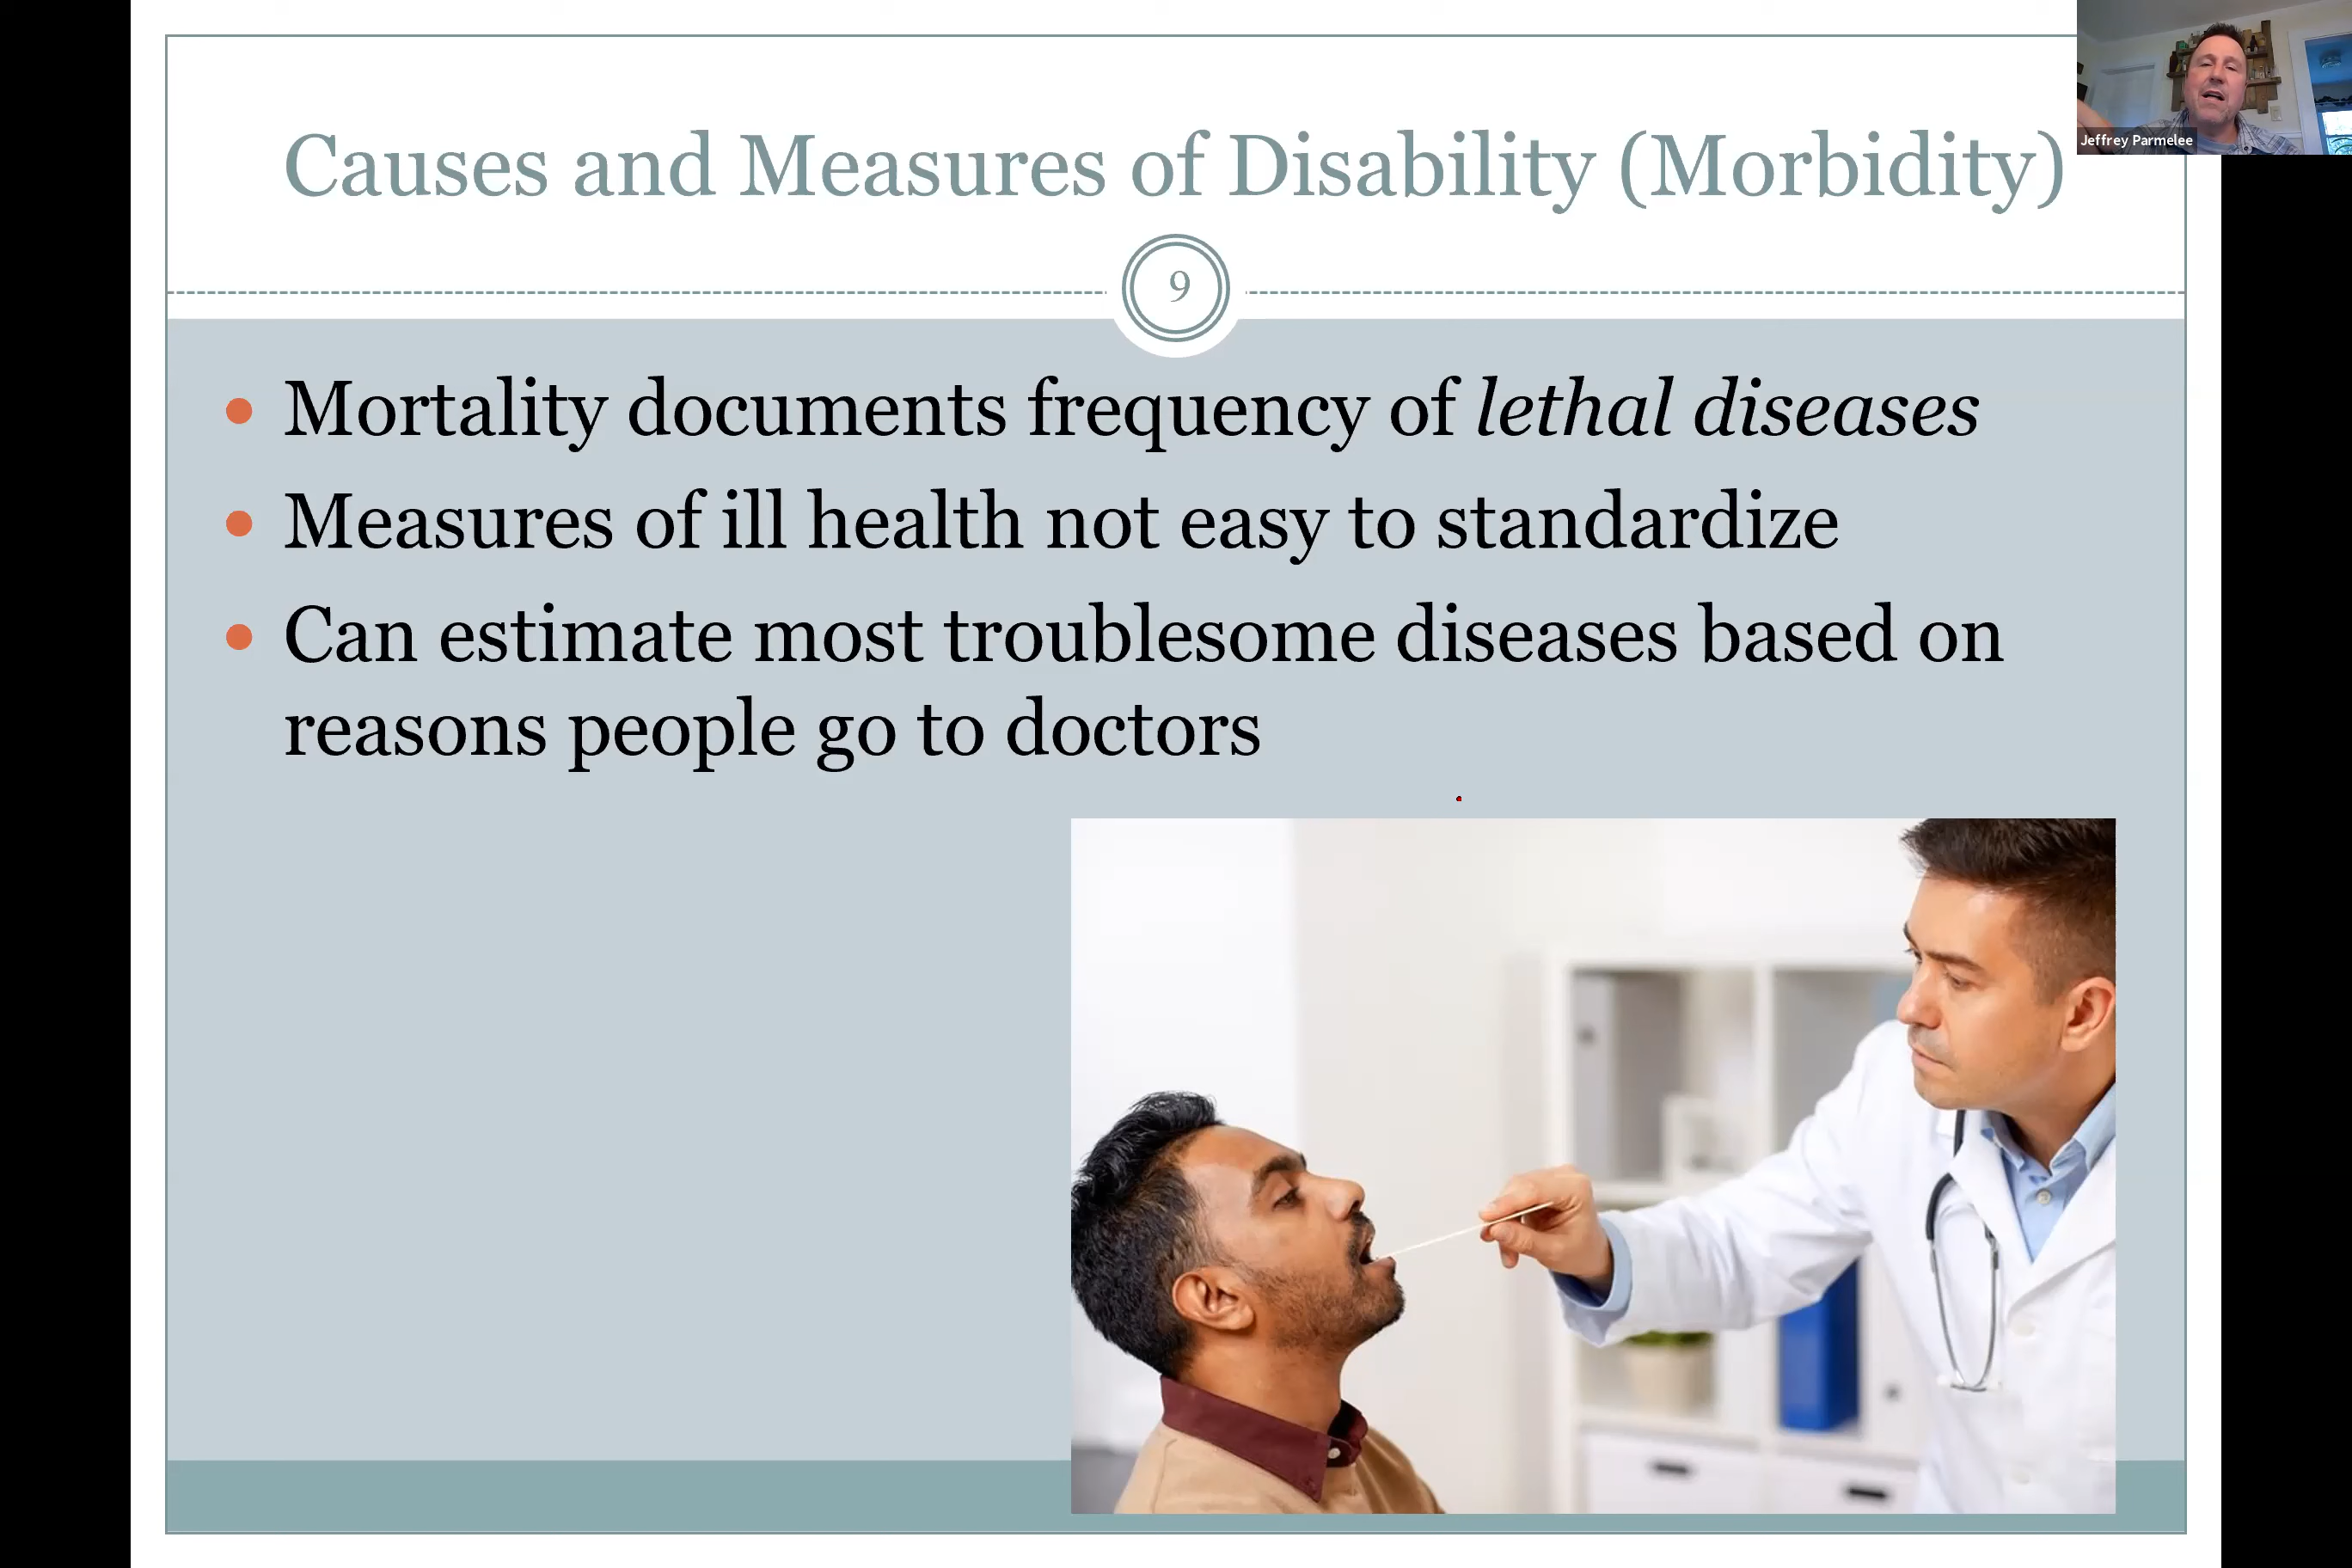 Jeffrey Parmelee
Causes and Measures of Disability (Morbidity)
9
• Mortality documents frequency of lethal diseases
• Measures of ill health not easy to standardize
• Can estimate most troublesome diseases based on
reasons people go to doctors